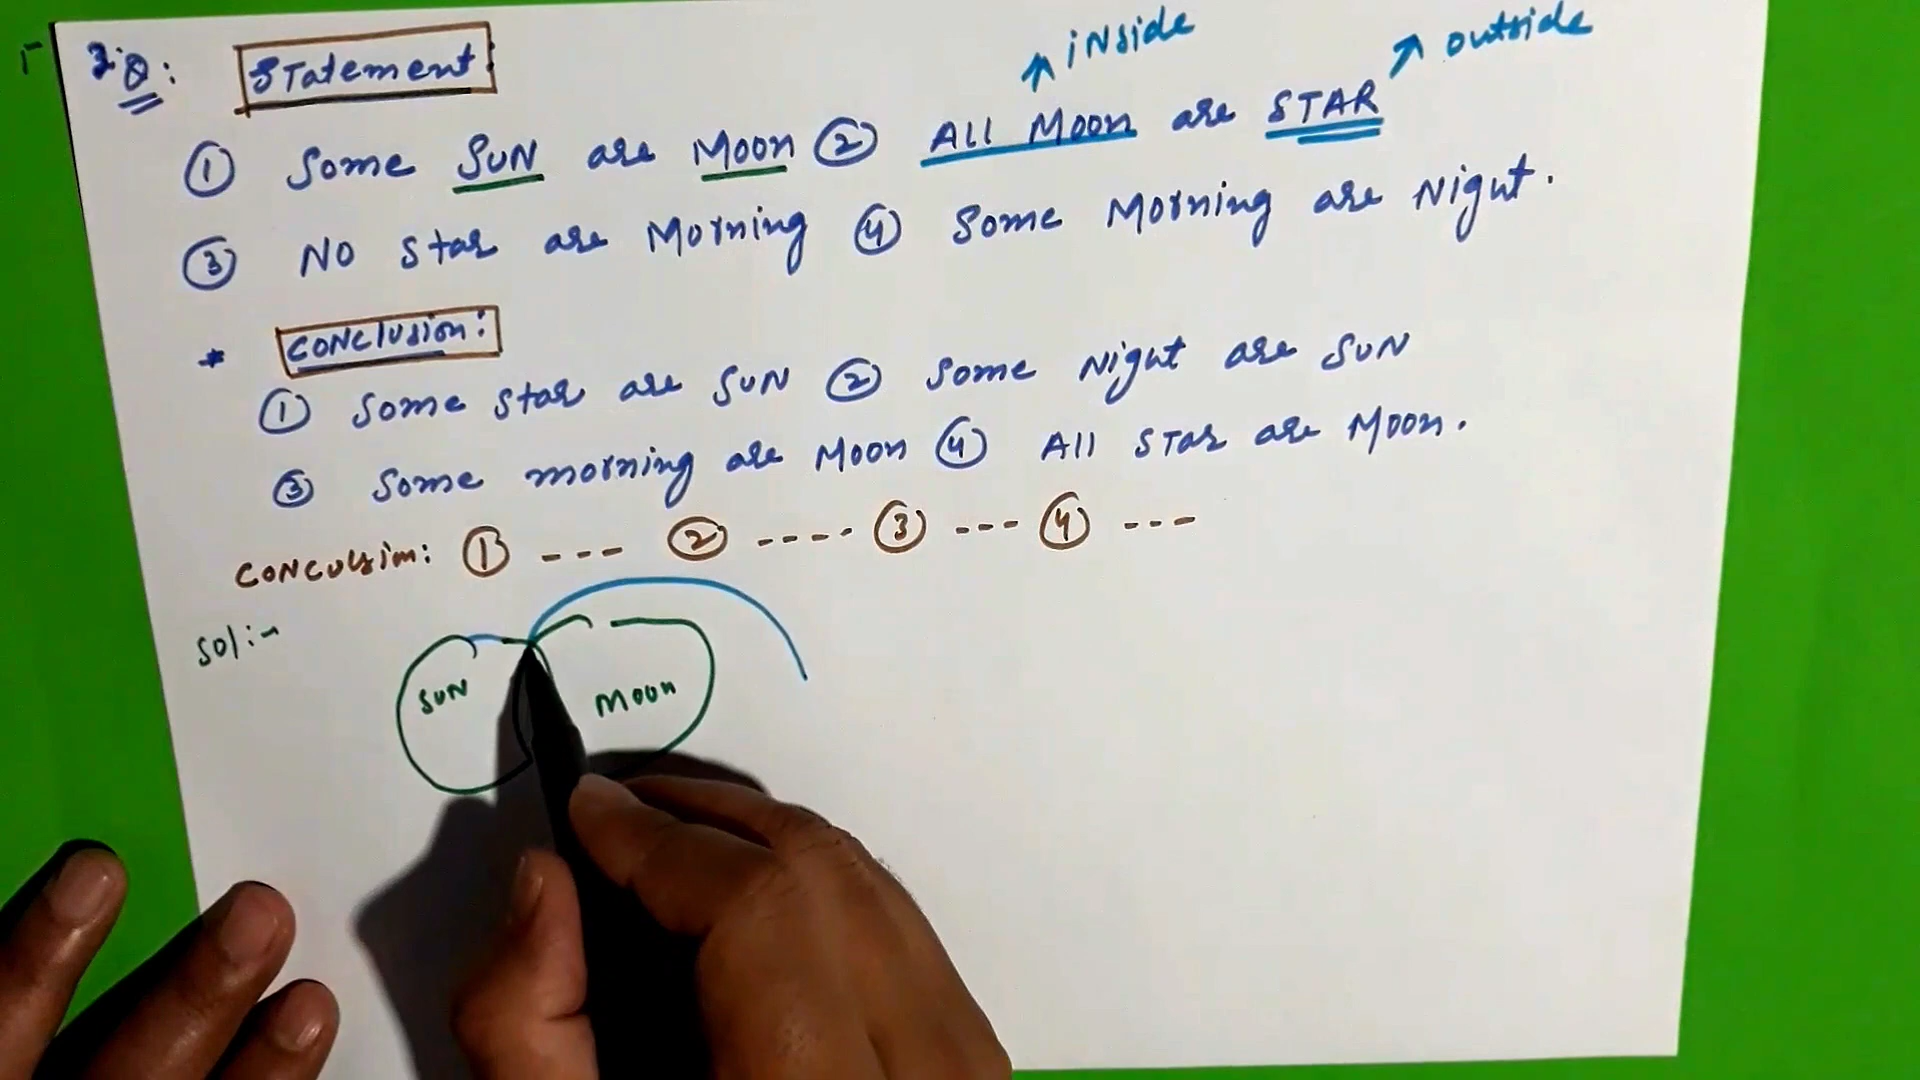 ↑ inside ↗ outside
2.Q: Statement:
① Some SUN are Moon ② All Moon are STAR
③ No Star are Morning ④ Some Morning are Night.
* Conclusion:
① Some star are SUN ② Some Night are SUN
③ Some morning are Moon ④ All STar are Moon.
CONCULSION: ① --- ② ---- ③ --- ④ ---
Sol:-
SUN Moon